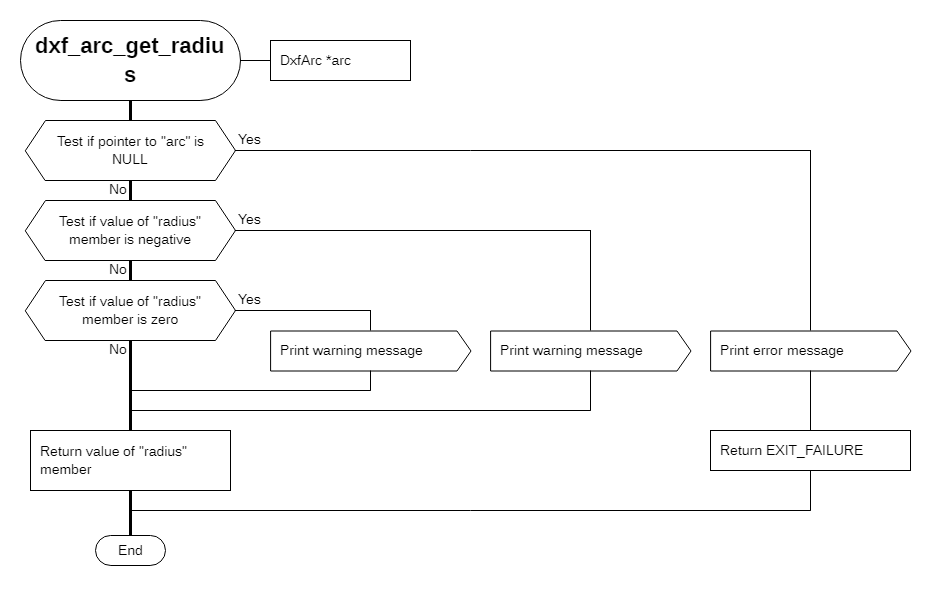 dxf_arc_get_radiu
s
DxfArc *arc
Test if pointer to "arc" is
NULL
Yes
No
Test if value of "radius"
member is negative
Yes
No
Test if value of "radius"
member is zero
Yes
No
Print warning message
Print warning message
Print error message
Return value of "radius"
member
Return EXIT_FAILURE
End